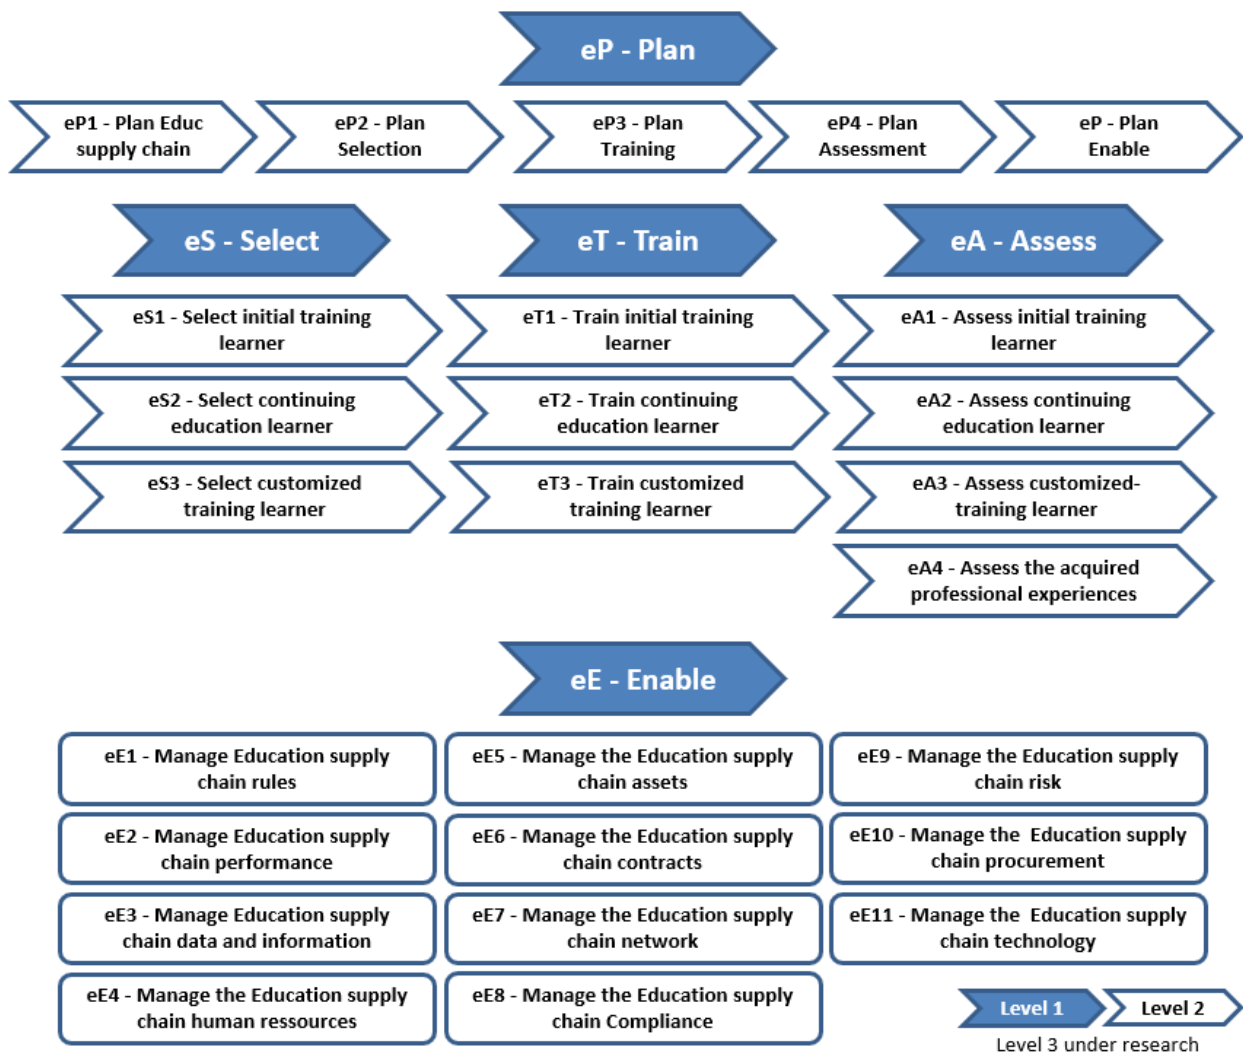 eP - Plan
eP1 - Plan Educ
supply chain
eP2 - Plan
Selection
eP3 - Plan
Training
eP4 - Plan
Assessment
eP - Plan
Enable
eS - Select
eT - Train
eA - Assess
eS1 - Select initial training
learner
eT1 - Train initial training
learner
eA1 - Assess initial training
learner
eS2 - Select continuing
education learner
eT2 - Train continuing
education learner
eA2 - Assess continuing
education learner
eS3 - Select customized
training learner
eT3 - Train customized
training learner
eA3 - Assess customized-
training learner
eA4 - Assess the acquired
professional experiences
eE - Enable
eE1 - Manage Education supply
chain rules
eE5 - Manage the Education supply
chain assets
eE9 - Manage the Education supply
chain risk
eE2 - Manage Education supply
chain performance
eE6 - Manage the Education supply
chain contracts
eE10 - Manage the  Education supply
chain procurement
eE3 - Manage Education supply
chain data and information
eE7 - Manage the Education supply
chain network
eE11 - Manage the  Education supply
chain technology
eE4 - Manage the Education supply
chain human ressources
eE8 - Manage the Education supply
chain Compliance
Level 1
Level 2
Level 3 under research